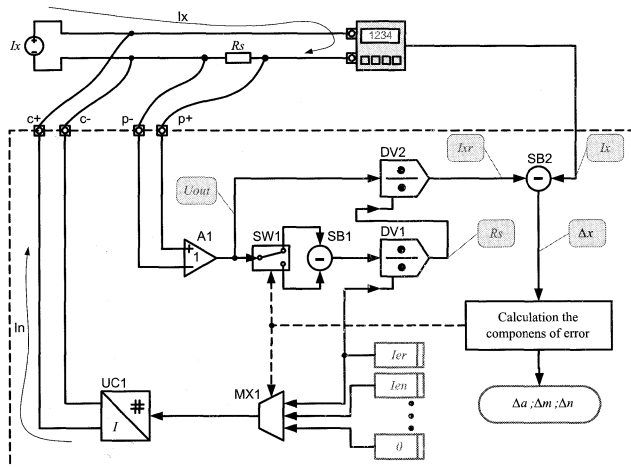 Ix
1234
Ix
Rs
c+
c-
p-
p+
DV2
Ixr
SB2
Ix
Uout
A1
1
SW1
SB1
DV1
Rs
Δx
In
Calculation the
componens of error
Ier
UC1
MX1
Ien
#
I
0
Δa ;Δm ;Δn